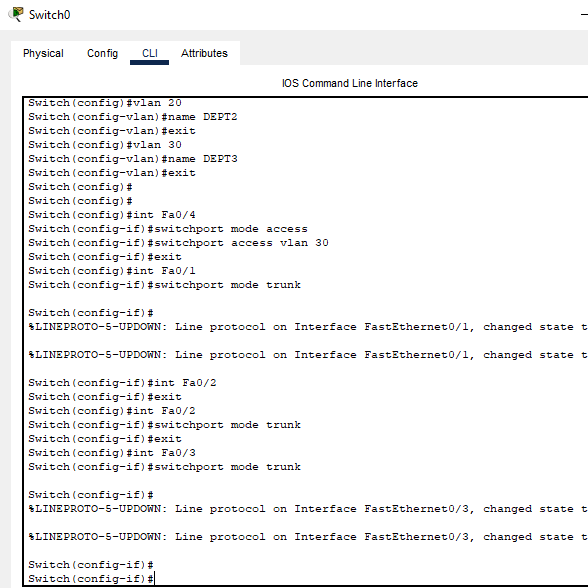 Switch0
Physical Config CLI Attributes
IOS Command Line Interface
Switch(config)#vlan 20
Switch(config-vlan)#name DEPT2
Switch(config-vlan)#exit
Switch(config)#vlan 30
Switch(config-vlan)#name DEPT3
Switch(config-vlan)#exit
Switch(config)#
Switch(config)#
Switch(config)#int Fa0/4
Switch(config-if)#switchport mode access
Switch(config-if)#switchport access vlan 30
Switch(config-if)#exit
Switch(config)#int Fa0/1
Switch(config-if)#switchport mode trunk
Switch(config-if)#
%LINEPROTO-5-UPDOWN: Line protocol on Interface FastEthernet0/1, changed state t
%LINEPROTO-5-UPDOWN: Line protocol on Interface FastEthernet0/1, changed state t
Switch(config-if)#int Fa0/2
Switch(config-if)#exit
Switch(config)#int Fa0/2
Switch(config-if)#switchport mode trunk
Switch(config-if)#exit
Switch(config)#int Fa0/3
Switch(config-if)#switchport mode trunk
Switch(config-if)#
%LINEPROTO-5-UPDOWN: Line protocol on Interface FastEthernet0/3, changed state t
%LINEPROTO-5-UPDOWN: Line protocol on Interface FastEthernet0/3, changed state t
Switch(config-if)#
Switch(config-if)#